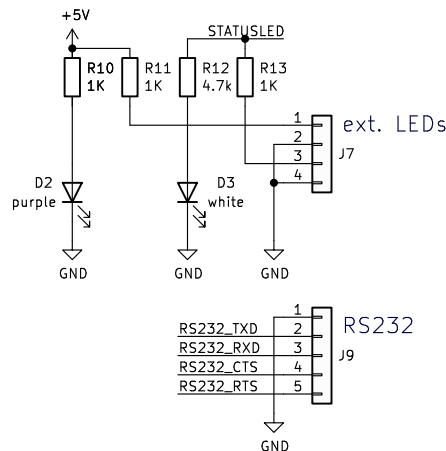 +5V
STATUSLED
R10
1K
R11
1K
R12
4.7k
R13
1K
1
2
3
4
ext. LEDs
J7
D2
purple
D3
white
GND
GND
GND
1
2
3
4
5
RS232
J9
RS232_TXD
RS232_RXD
RS232_CTS
RS232_RTS
GND